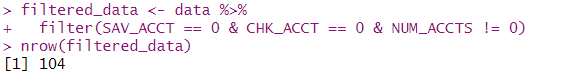 > filtered_data <- data %>%
+   filter(SAV_ACCT == 0 & CHK_ACCT == 0 & NUM_ACCTS != 0)
> nrow(filtered_data)
[1] 104